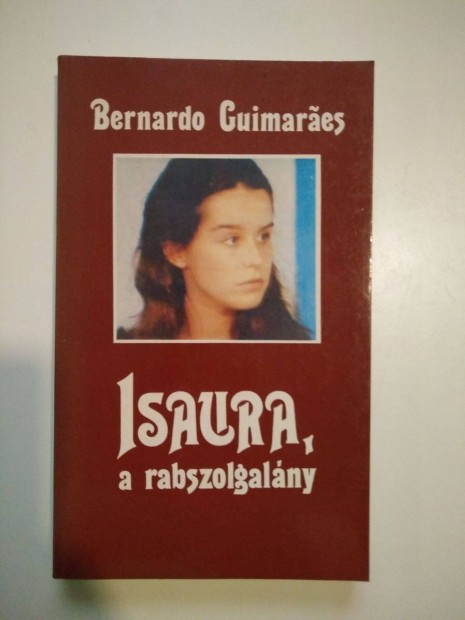 Bernardo Guimarães
ISAURA,
a rabszolgalány